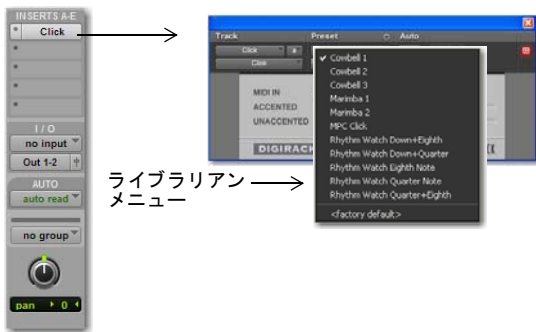 INSERTS A-E
Click
I / O
no input
Out 1-2
AUTO
auto read
no group
pan 0
ライブラリアン
メニュー
Track Preset Auto
Click a
Click
MIDI IN
ACCENTED
UNACCENTED
DIGIRACK
Cowbell 1
Cowbell 2
Cowbell 3
Marimba 1
Marimba 2
MPC Click
Rhythm Watch Down+Eighth
Rhythm Watch Down+Quarter
Rhythm Watch Eighth Note
Rhythm Watch Quarter Note
Rhythm Watch Quarter+Eighth
<factory default>